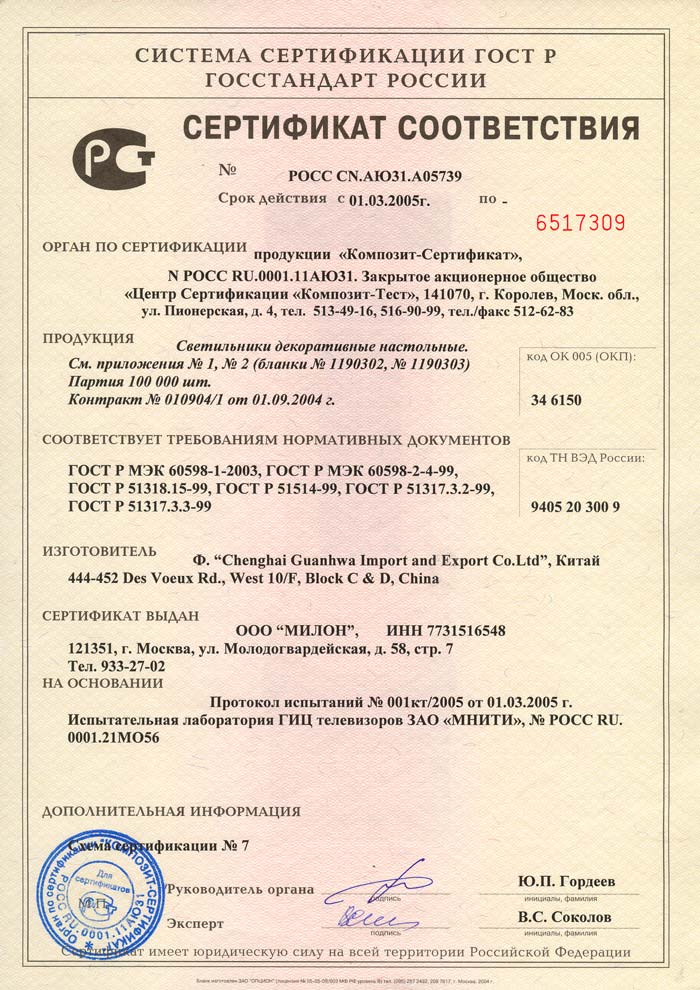 СИСТЕМА СЕРТИФИКАЦИИ ГОСТ Р
ГОССТАНДАРТ РОССИИ
СЕРТИФИКАТ СООТВЕТСТВИЯ
№ РОСС CN.АЮ31.А05739
Срок действия с 01.03.2005г. по -
6517309
ОРГАН ПО СЕРТИФИКАЦИИ продукции «Композит-Сертификат»,
N РОСС RU.0001.11АЮ31. Закрытое акционерное общество
«Центр Сертификации «Композит-Тест», 141070, г. Королев, Моск. обл.,
ул. Пионерская, д. 4, тел. 513-49-16, 516-90-99, тел./факс 512-62-83
ПРОДУКЦИЯ Светильники декоративные настольные.
См. приложения № 1, № 2 (бланки № 1190302, № 1190303)
Партия 100 000 шт.
Контракт № 010904/1 от 01.09.2004 г.
код ОК 005 (ОКП):
34 6150
СООТВЕТСТВУЕТ ТРЕБОВАНИЯМ НОРМАТИВНЫХ ДОКУМЕНТОВ
ГОСТ Р МЭК 60598-1-2003, ГОСТ Р МЭК 60598-2-4-99,
ГОСТ Р 51318.15-99, ГОСТ Р 51514-99, ГОСТ Р 51317.3.2-99,
ГОСТ Р 51317.3.3-99
код ТН ВЭД России:
9405 20 300 9
ИЗГОТОВИТЕЛЬ Ф. “Chenghai Guanhwa Import and Export Co.Ltd”, Китай
444-452 Des Voeux Rd., West 10/F, Block C & D, China
СЕРТИФИКАТ ВЫДАН
ООО “МИЛОН”, ИНН 7731516548
121351, г. Москва, ул. Молодогвардейская, д. 58, стр. 7
Тел. 933-27-02
НА ОСНОВАНИИ
Протокол испытаний № 001кт/2005 от 01.03.2005 г.
Испытательная лаборатория ГИЦ телевизоров ЗАО «МНИТИ», № РОСС RU.
0001.21МО56
ДОПОЛНИТЕЛЬНАЯ ИНФОРМАЦИЯ
Схема сертификации № 7
Орган по сертификации "КОМПОЗИТ-СЕРТИФИКАТ"
РОСС RU.0001.11АЮ31
Для
сертификатов
М.П.
Руководитель органа
подпись
Ю.П. Гордеев
инициалы, фамилия
Эксперт
подпись
В.С. Соколов
инициалы, фамилия
Сертификат имеет юридическую силу на всей территории Российской Федерации